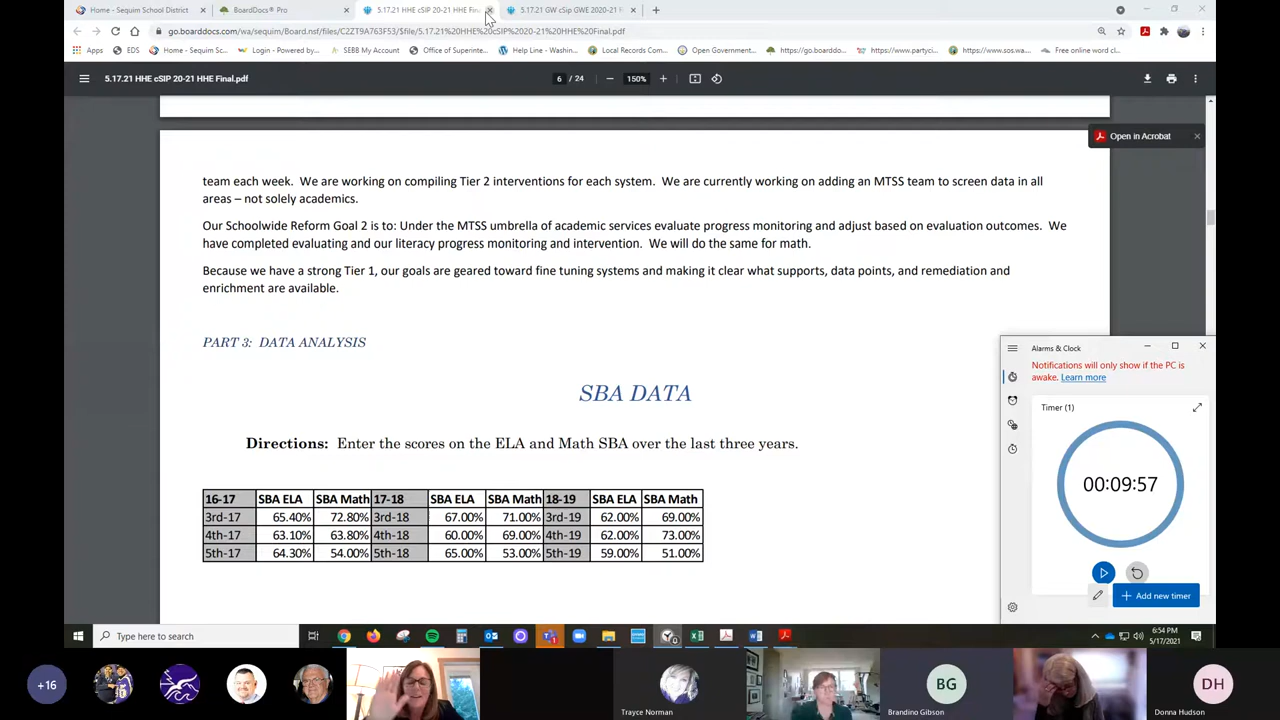 Home - Sequim School District
BoardDocs® Pro
5.17.21 HHE cSIP 20-21 HHE Fin
5.17.21 GW cSip GWE 2020-21 F
go.boarddocs.com/wa/sequim/Board.nsf/files/C2ZT9A763F53/$file/5.17.21%20HHE%20cSIP%2020-21%20HHE%20Final.pdf
Apps
EDS
Home - Sequim Sc...
Login - Powered by...
SEBB My Account
Office of Superinte...
Help Line - Washin...
Local Records Com...
Open Government...
https://go.boarddo...
https://www.partyci...
https://www.sos.wa...
Free online word cl...
5.17.21 HHE cSIP 20-21 HHE Final.pdf
6 / 24
150%
Open in Acrobat
team each week. We are working on compiling Tier 2 interventions for each system. We are currently working on adding an MTSS team to screen data in all
areas – not solely academics.
Our Schoolwide Reform Goal 2 is to: Under the MTSS umbrella of academic services evaluate progress monitoring and adjust based on evaluation outcomes. We
have completed evaluating and our literacy progress monitoring and intervention. We will do the same for math.
Because we have a strong Tier 1, our goals are geared toward fine tuning systems and making it clear what supports, data points, and remediation and
enrichment are available.
PART 3: DATA ANALYSIS
SBA DATA
Directions: Enter the scores on the ELA and Math SBA over the last three years.
16-17 SBA ELA SBA Math 17-18 SBA ELA SBA Math 18-19 SBA ELA SBA Math
3rd-17 65.40% 72.80% 3rd-18 67.00% 71.00% 3rd-19 62.00% 69.00%
4th-17 63.10% 63.80% 4th-18 60.00% 69.00% 4th-19 62.00% 73.00%
5th-17 64.30% 54.00% 5th-18 65.00% 53.00% 5th-19 59.00% 51.00%
Alarms & Clock
Notifications will only show if the PC is
awake. Learn more
Timer (1)
00:09:57
Add new timer
Type here to search
6:54 PM
5/17/2021
+16
Trayce Norman
BG
Brandino Gibson
DH
Donna Hudson